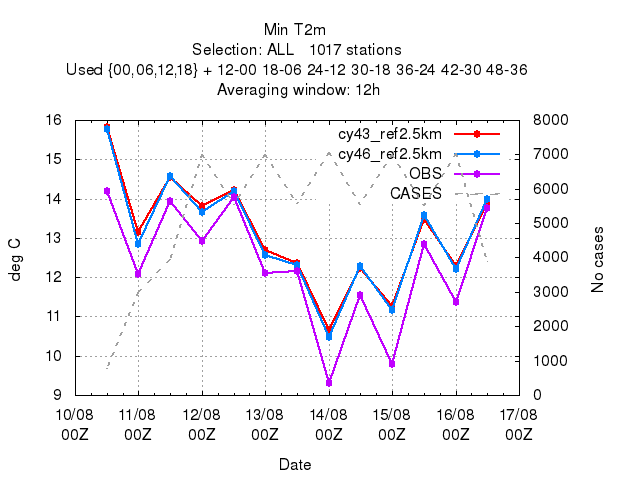 Min T2m
Selection: ALL   1017 stations
Used {00,06,12,18} + 12-00 18-06 24-12 30-18 36-24 42-30 48-36
Averaging window: 12h
cy43_ref2.5km
cy46_ref2.5km
OBS
CASES
16
15
14
13
12
11
10
9
deg C
8000
7000
6000
5000
4000
3000
2000
1000
0
No cases
10/08 11/08 12/08 13/08 14/08 15/08 16/08 17/08
00Z 00Z 00Z 00Z 00Z 00Z 00Z 00Z
Date